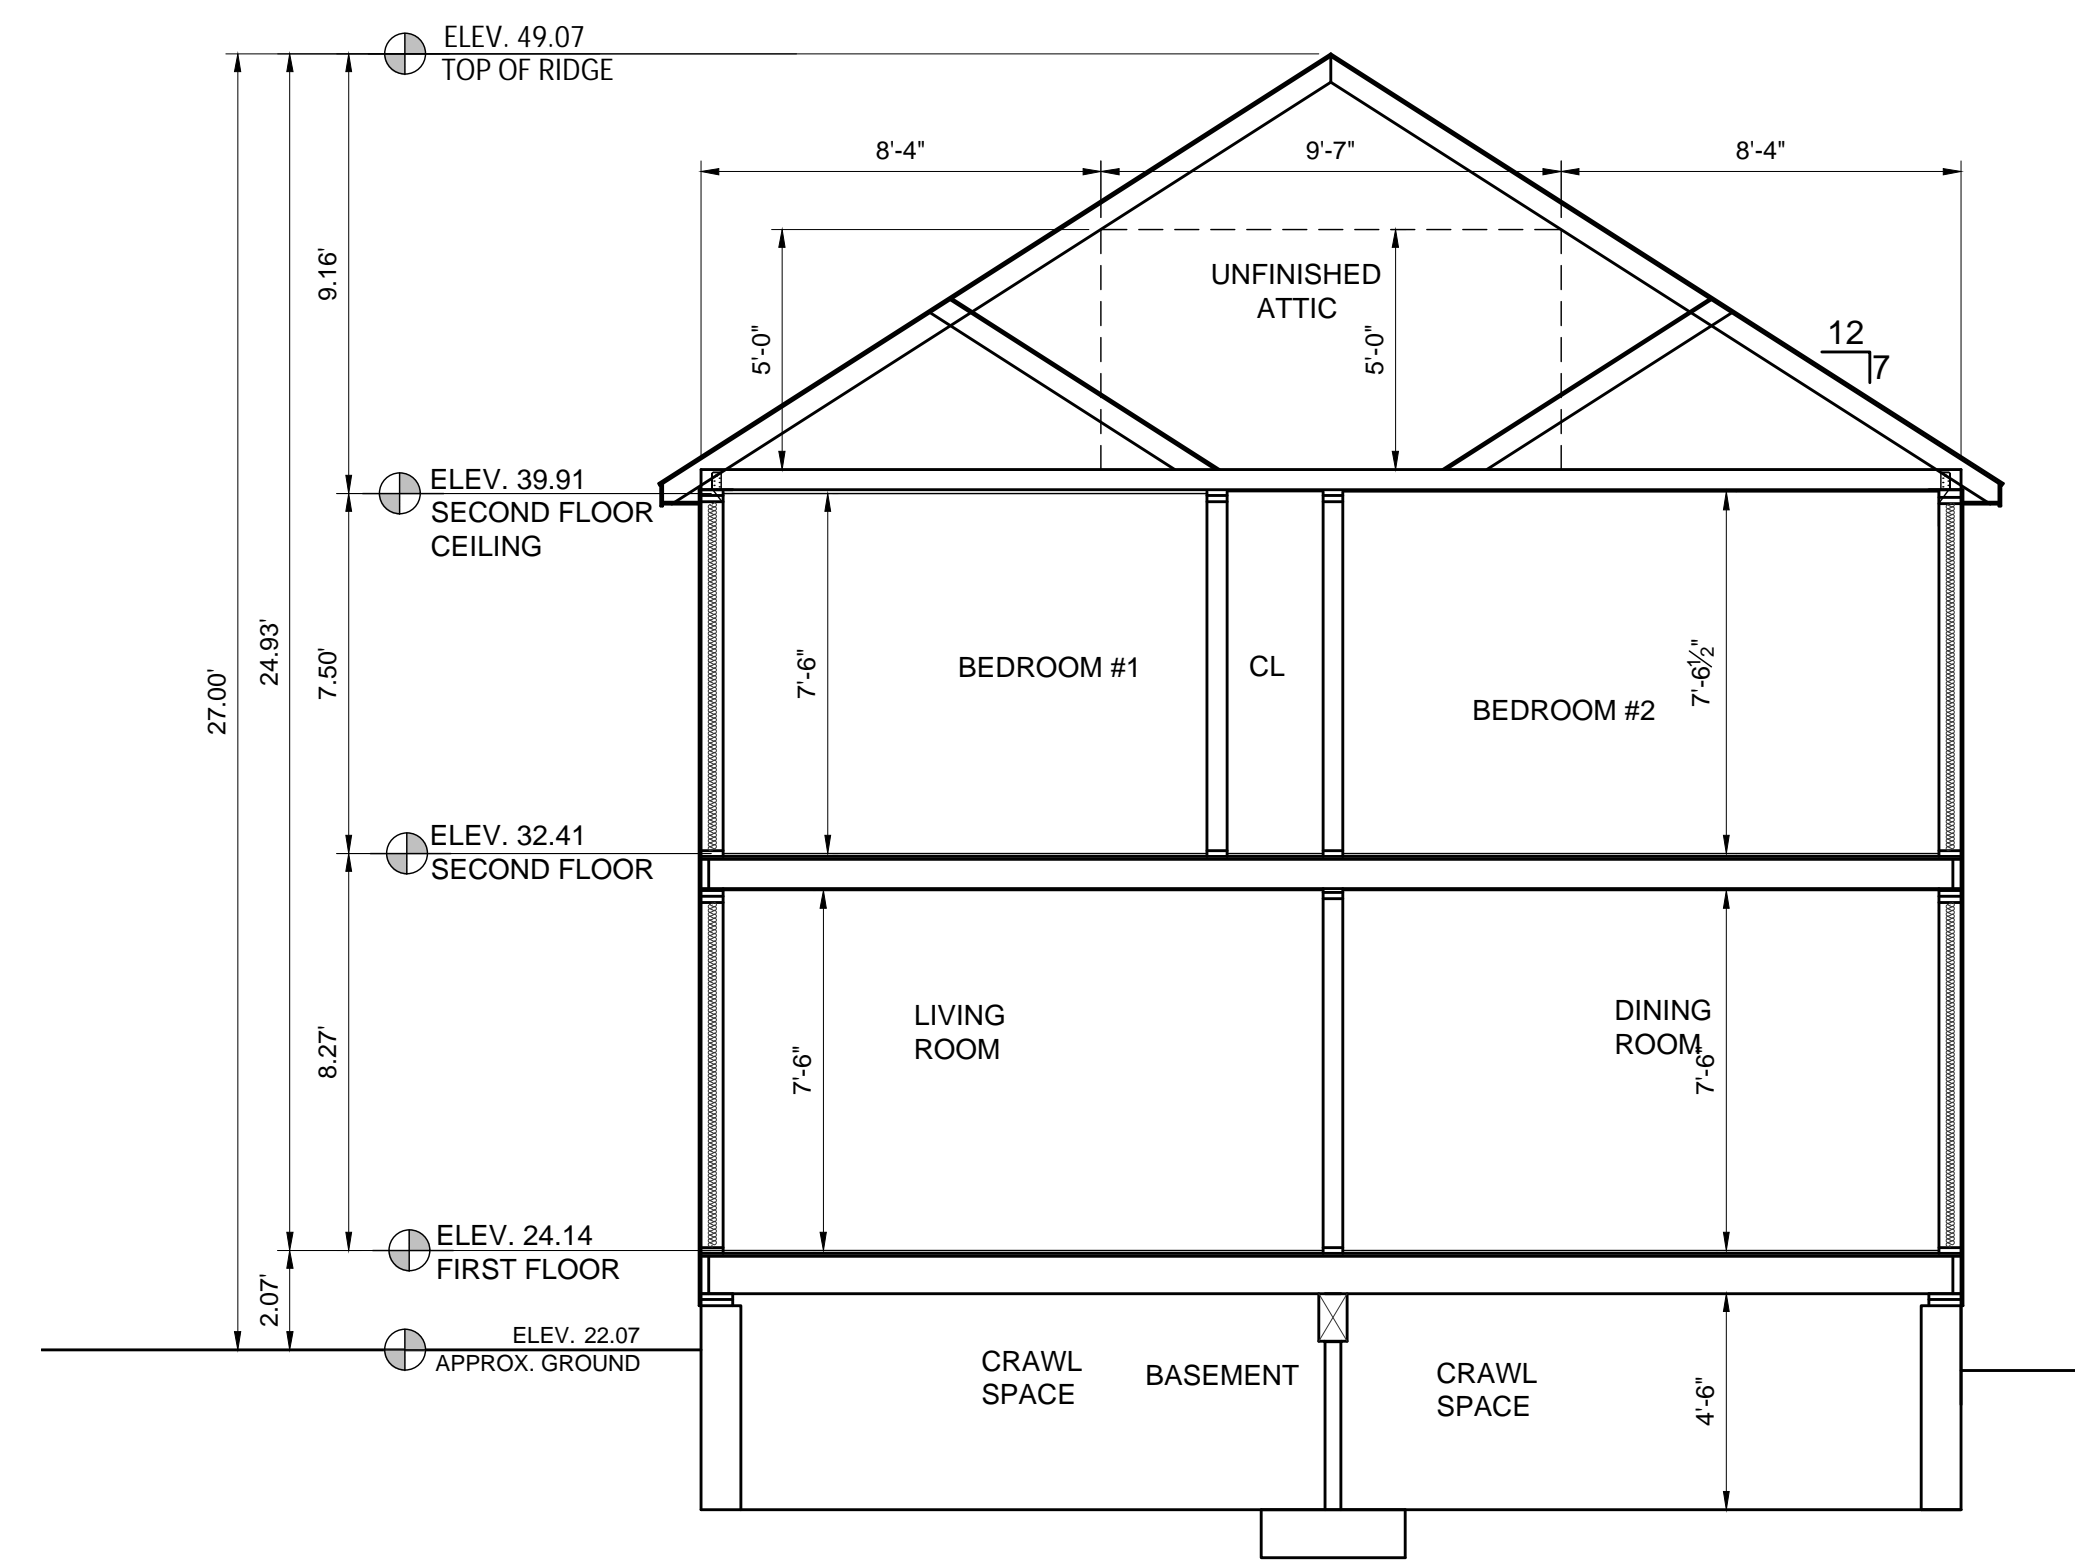 ELEV. 49.07
TOP OF RIDGE
8'-4"
9'-7"
8'-4"
9.16'
UNFINISHED
ATTIC
5'-0"
5'-0"
12
7
ELEV. 39.91
SECOND FLOOR
CEILING
27.00'
24.93'
7.50'
7'-6"
BEDROOM #1
CL
BEDROOM #2
7'-6½"
ELEV. 32.41
SECOND FLOOR
8.27'
7'-6"
LIVING
ROOM
DINING
ROOM
7'-6"
ELEV. 24.14
FIRST FLOOR
2.07'
ELEV. 22.07
APPROX. GROUND
CRAWL
SPACE
BASEMENT
CRAWL
SPACE
4'-6"